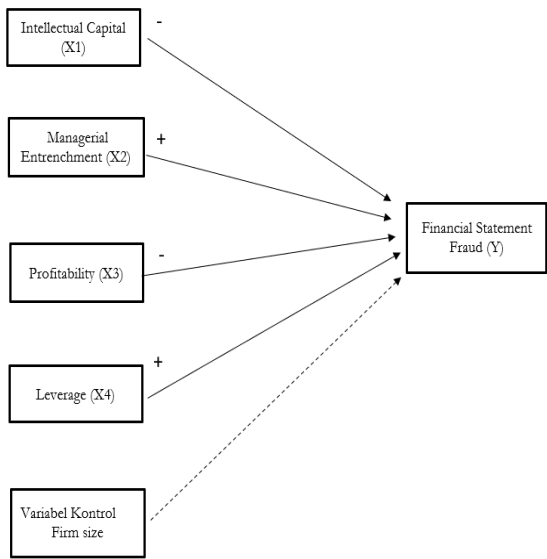 -
Intellectual Capital
(X1)
+
Managerial
Entrenchment (X2)
Financial Statement
Fraud (Y)
-
Profitability (X3)
+
Leverage (X4)
Variabel Kontrol
Firm size